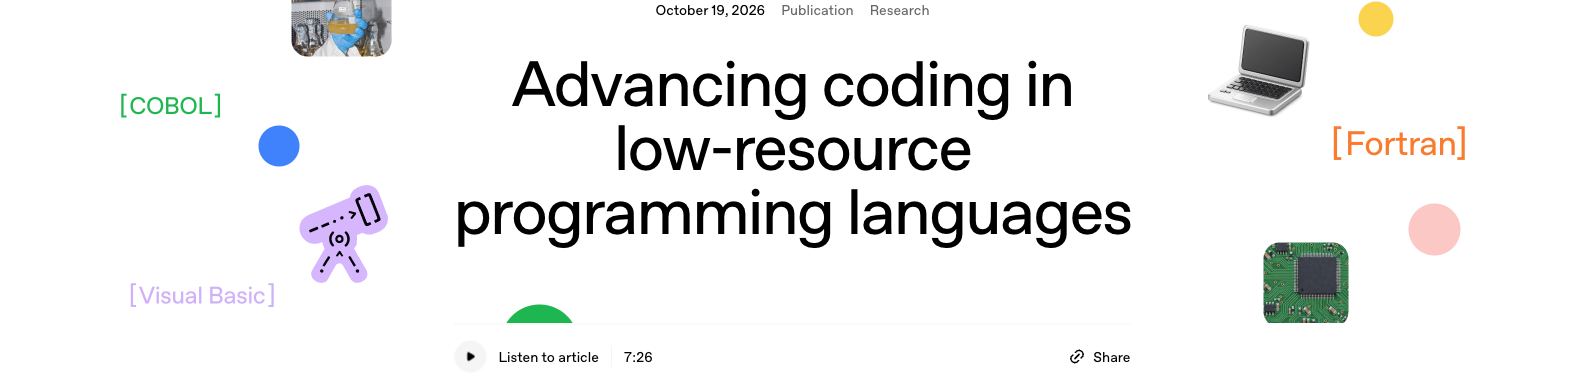 October 19, 2026 Publication Research
Advancing coding in
low-resource
programming languages
[COBOL]
[Fortran]
[Visual Basic]
Listen to article 7:26 Share